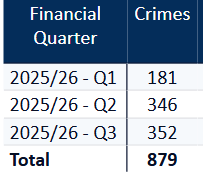 Financial Quarter Crimes
2025/26 - Q1 181
2025/26 - Q2 346
2025/26 - Q3 352
Total 879